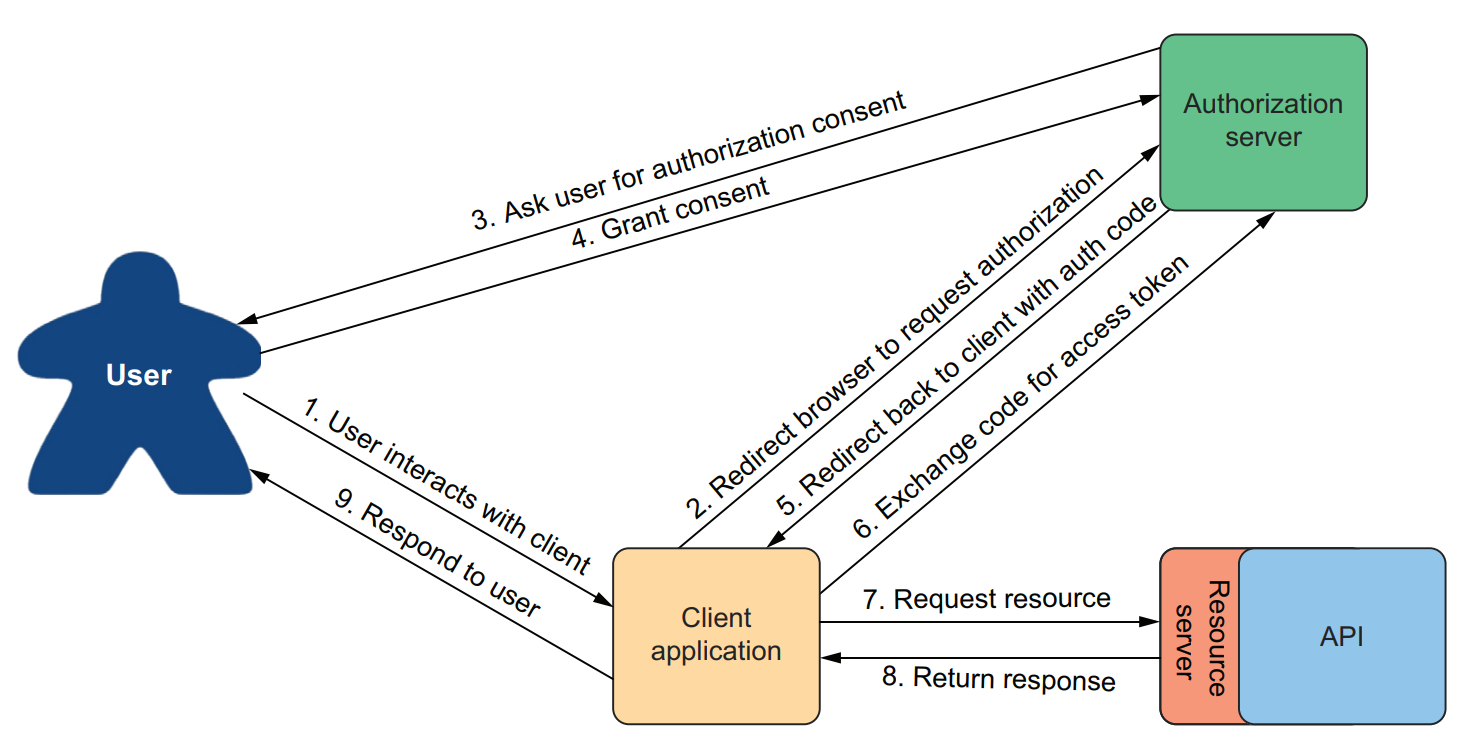 Authorization
server
3. Ask user for authorization consent
4. Grant consent
2. Redirect browser to request authorization
5. Redirect back to client with auth code
6. Exchange code for access token
User
1. User interacts with client
9. Respond to user
Client
application
7. Request resource
8. Return response
Resource
server
API